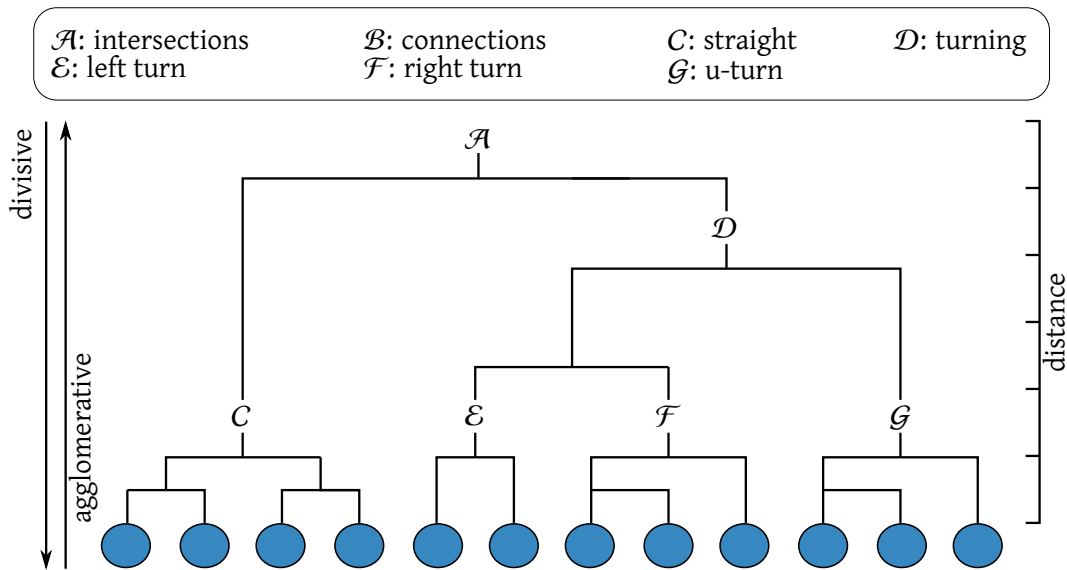 𝒜: intersections ℬ: connections 𝒞: straight 𝒟: turning
ℰ: left turn ℱ: right turn 𝒢: u-turn
divisive
agglomerative
𝒜
𝒟
𝒞 ℰ ℱ 𝒢
distance